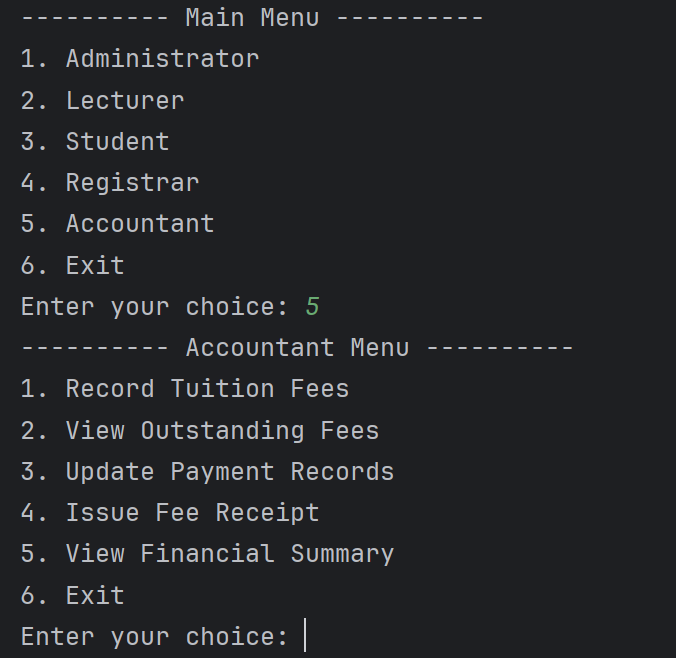 ---------- Main Menu ----------
1. Administrator
2. Lecturer
3. Student
4. Registrar
5. Accountant
6. Exit
Enter your choice: 5
---------- Accountant Menu ----------
1. Record Tuition Fees
2. View Outstanding Fees
3. Update Payment Records
4. Issue Fee Receipt
5. View Financial Summary
6. Exit
Enter your choice: